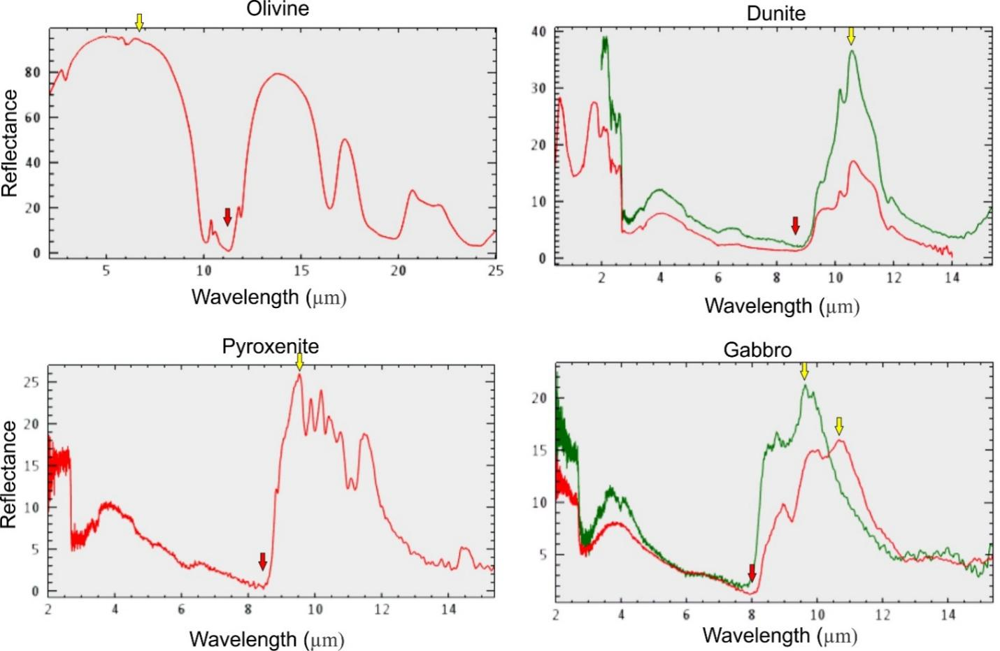 Olivine
Reflectance
80
60
40
20
0
5 10 15 20 25
Wavelength (µm)
Dunite
40
30
20
10
0
2 4 6 8 10 12 14
Wavelength (µm)
Pyroxenite
Reflectance
25
20
15
10
5
0
2 4 6 8 10 12 14
Wavelength (µm)
Gabbro
20
15
10
5
2 4 6 8 10 12 14
Wavelength (µm)